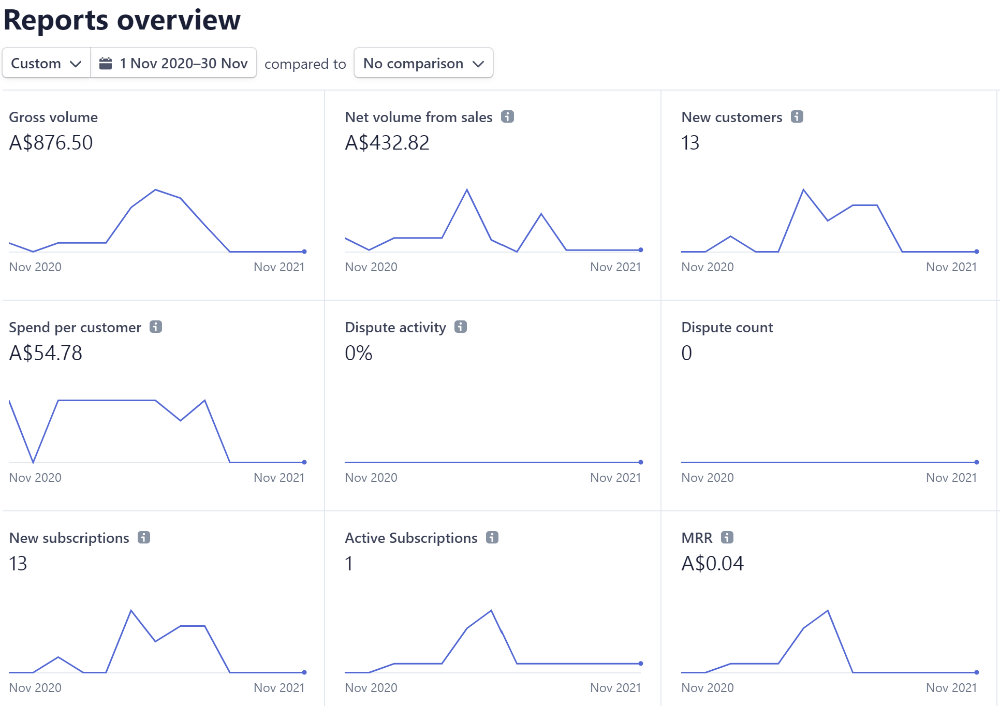 Reports overview
Custom 1 Nov 2020–30 Nov compared to No comparison
Gross volume
A$876.50
Nov 2020 Nov 2021
Net volume from sales
A$432.82
Nov 2020 Nov 2021
New customers
13
Nov 2020 Nov 2021
Spend per customer
A$54.78
Nov 2020 Nov 2021
Dispute activity
0%
Nov 2020 Nov 2021
Dispute count
0
Nov 2020 Nov 2021
New subscriptions
13
Nov 2020 Nov 2021
Active Subscriptions
1
Nov 2020 Nov 2021
MRR
A$0.04
Nov 2020 Nov 2021